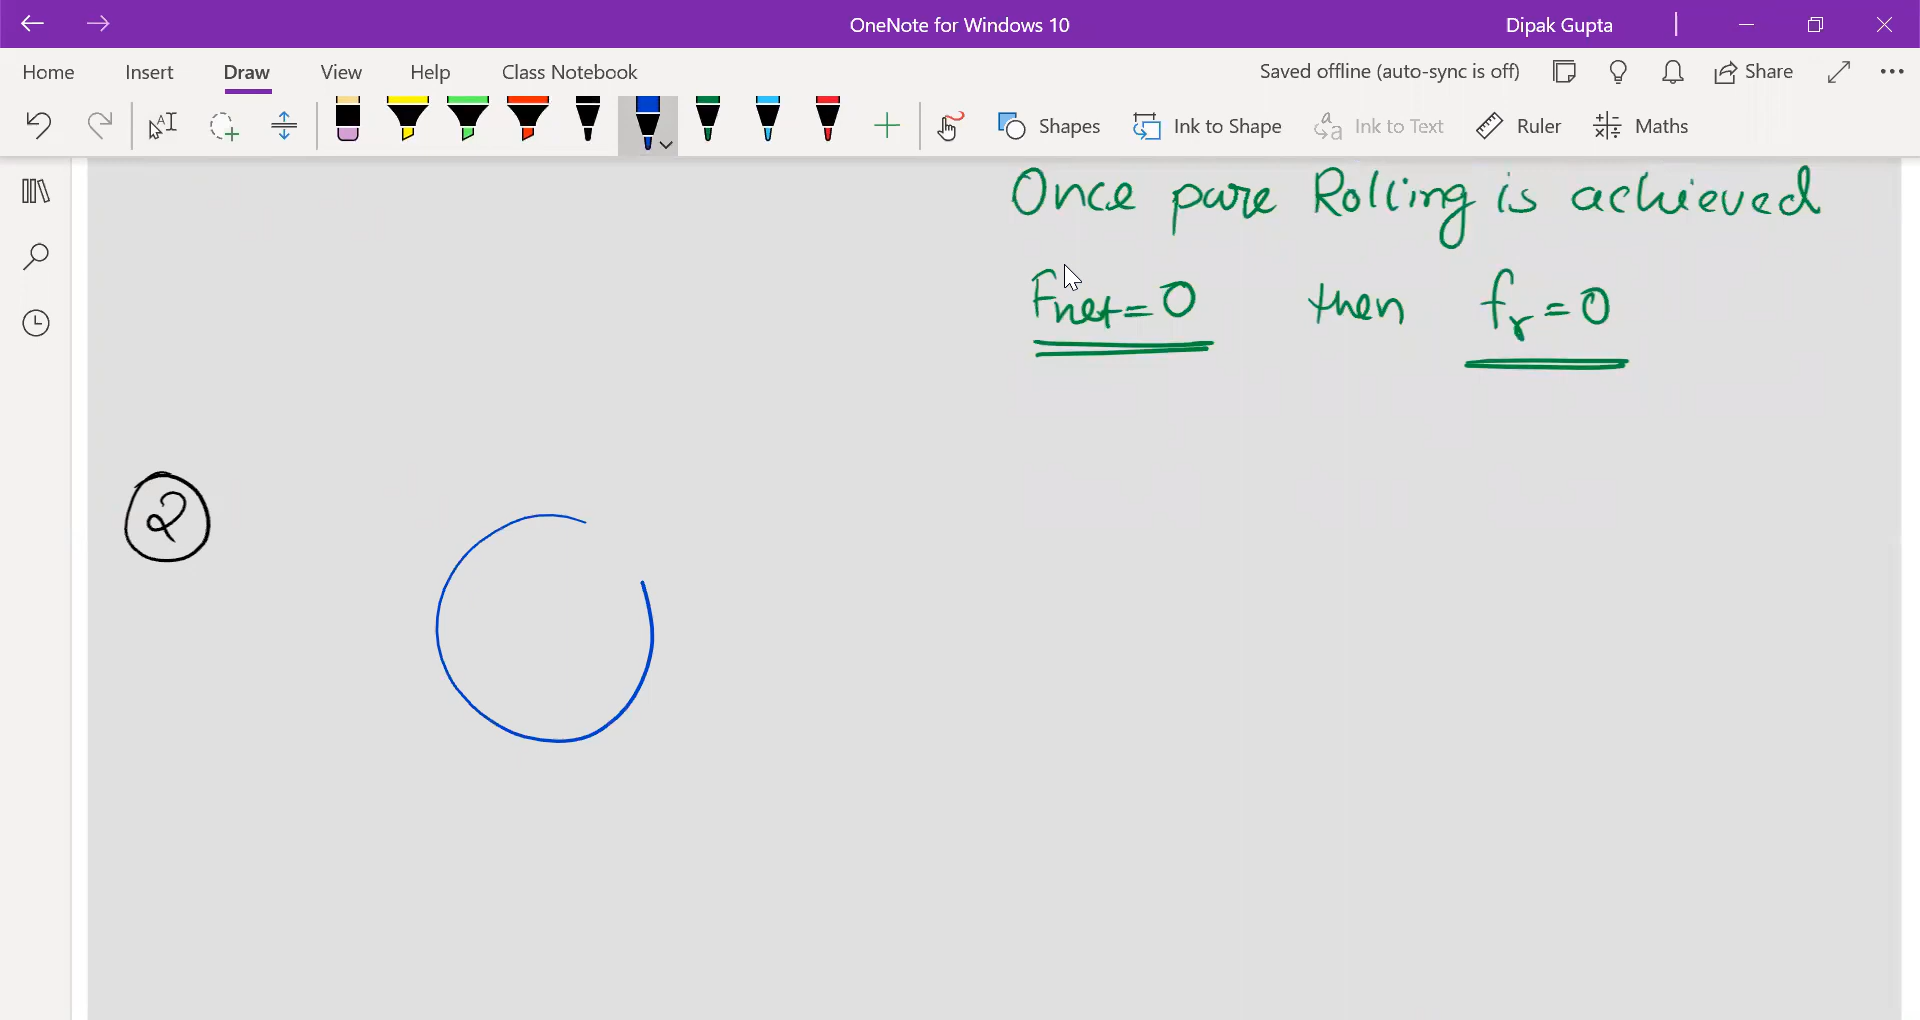 OneNote for Windows 10
Dipak Gupta
Home Insert Draw View Help Class Notebook
Saved offline (auto-sync is off) Share
Shapes Ink to Shape Ink to Text Ruler Maths
Once pure Rolling is achieved
Fnet = 0 then fr = 0
2